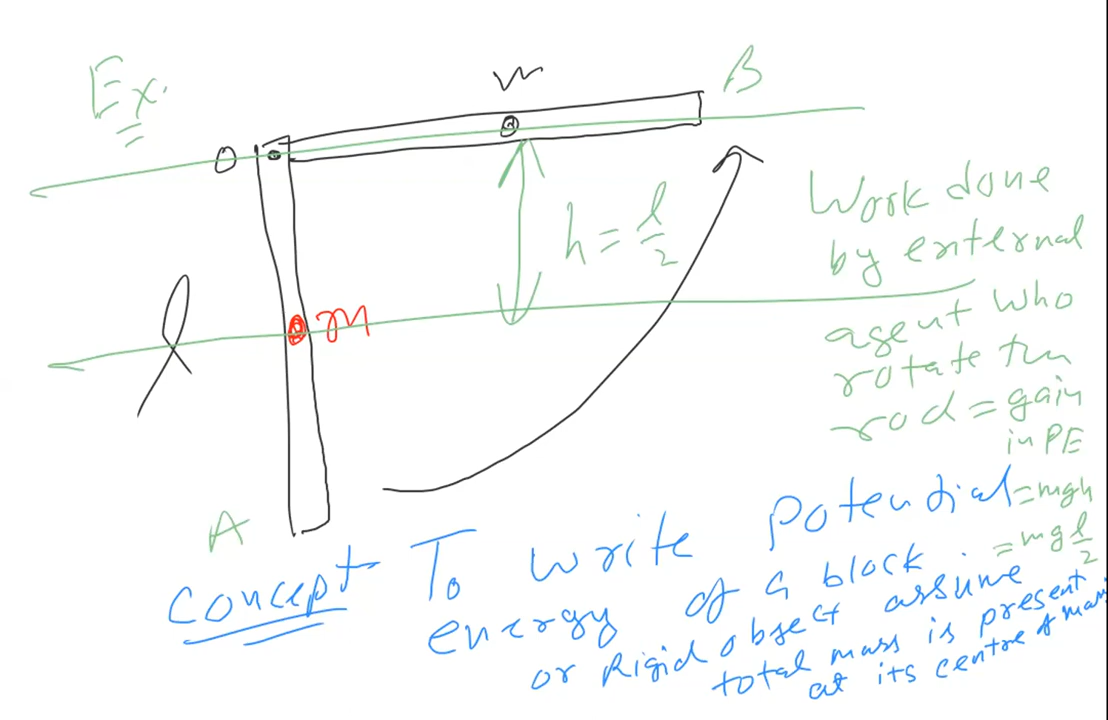 Ex.
m
B
O
h = l/2
l
m
A
Work done
by external
agent who
rotate the
rod = gain
in PE
= mgh
= mg l/2
Concept To write potential
energy of a block
or Rigid object assume
total mass is present
at its centre of mass